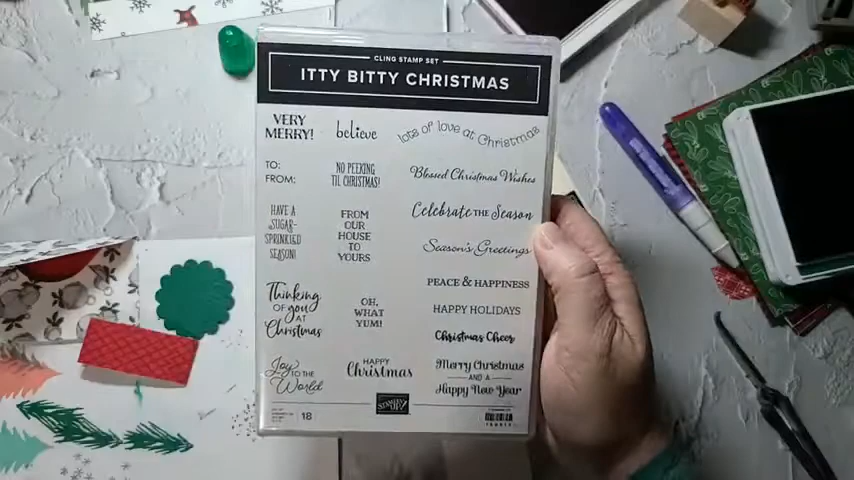 CLING STAMP SET
ITTY BITTY CHRISTMAS
VERY
MERRY!
believe
lots of love at Christmas
TO:
FROM:
NO PEEKING
'TIL CHRISTMAS!
Blessed Christmas Wishes
HAVE A
SUGAR-
SPRINKLED
SEASON!
FROM
OUR
HOUSE
TO
YOURS
Celebrate THE Season
Season's Greetings
PEACE & HAPPINESS
Thinking
OF you AT
Christmas
OH,
WHAT
YUM!
HAPPY HOLIDAYS
Christmas Cheer
Joy TO THE
World
HAPPY
Christmas
Merry Christmas
AND A
Happy New Year
STAMPIN' UP!
18